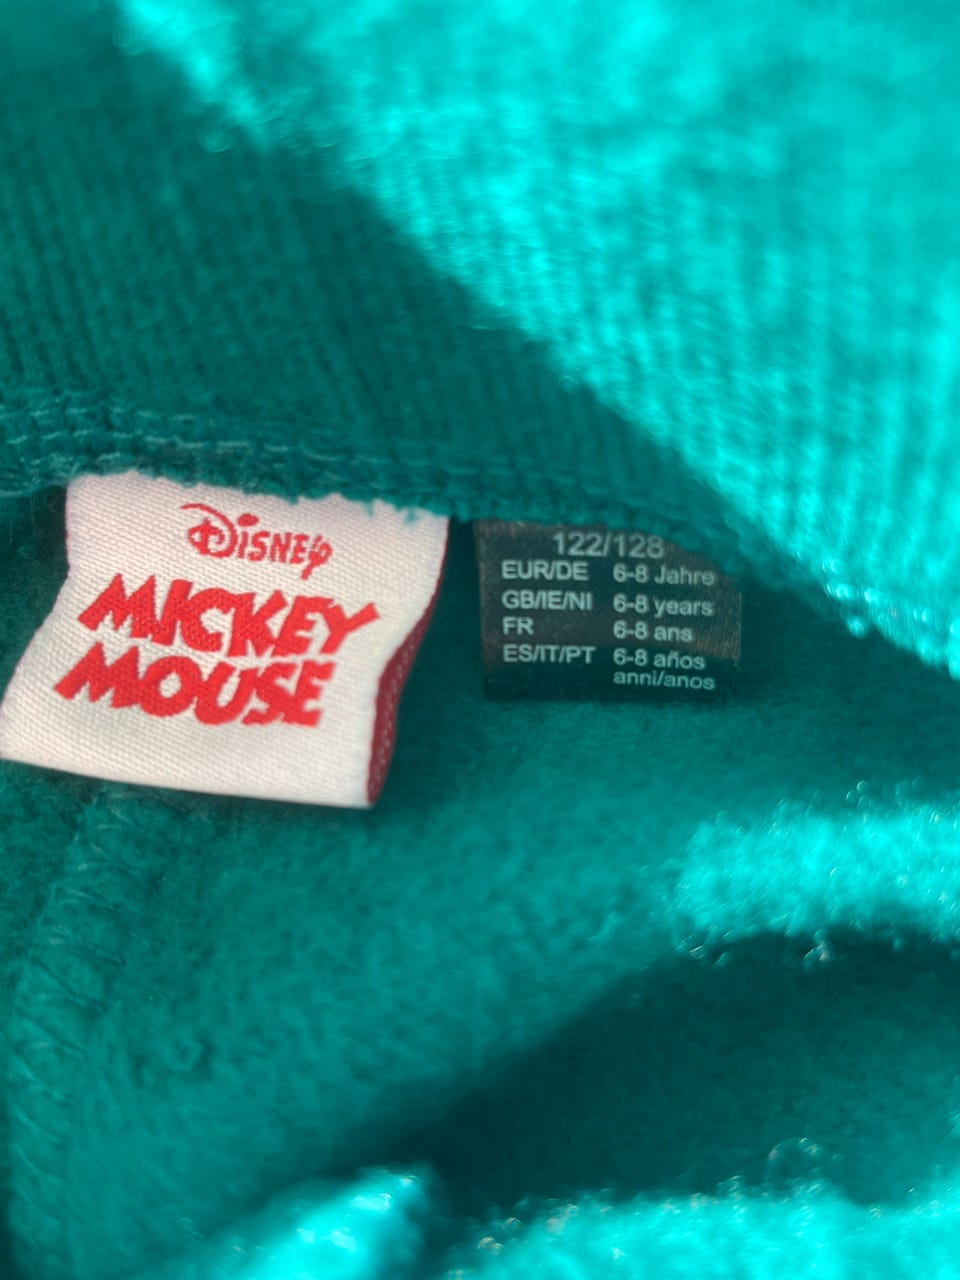 Disney
MICKEY
MOUSE
122/128
EUR/DE 6-8 Jahre
GB/IE/NI 6-8 years
FR 6-8 ans
ES/IT/PT 6-8 años
anni/anos